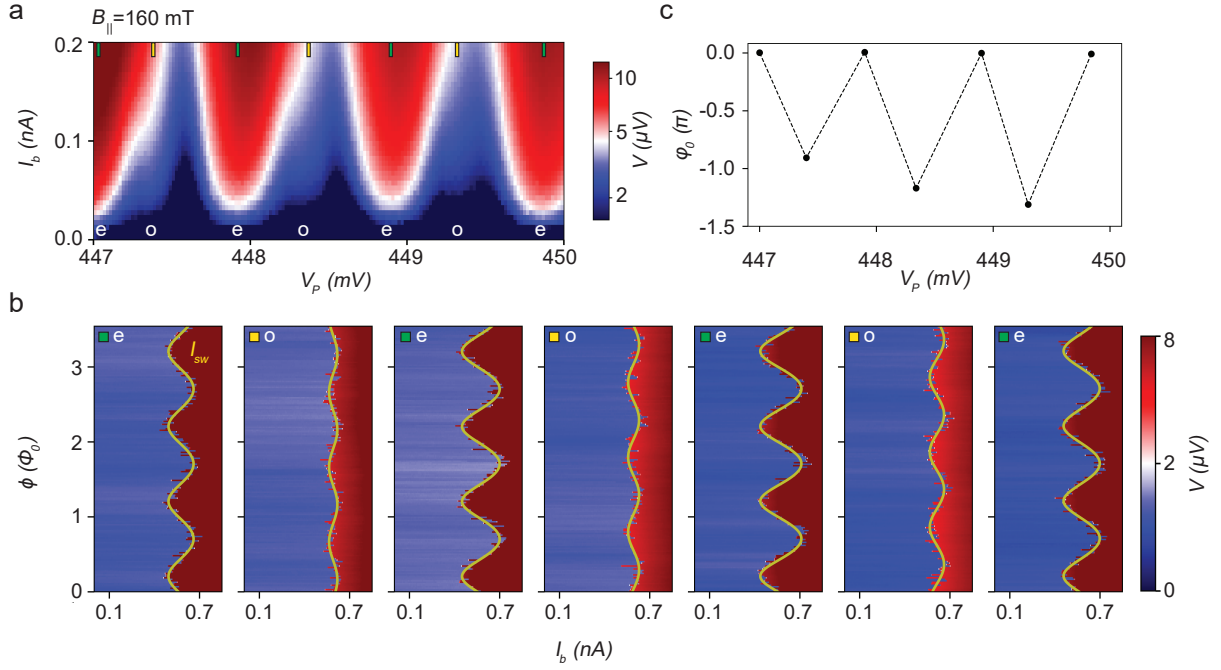 a
B||=160 mT
0.2
0.1
0.0
I_b (nA)
e o e o e o e
447 448 449 450
V_P (mV)
10
5
2
V (μV)
c
0.0
-0.5
-1.0
-1.5
φ_0 (π)
447 448 449 450
V_P (mV)
b
e o e o e o e
I_sw
3
2
1
0
ϕ (Φ_0)
0.1 0.7 0.1 0.7 0.1 0.7 0.1 0.7 0.1 0.7 0.1 0.7 0.1 0.7
I_b (nA)
8
2
0
V (μV)